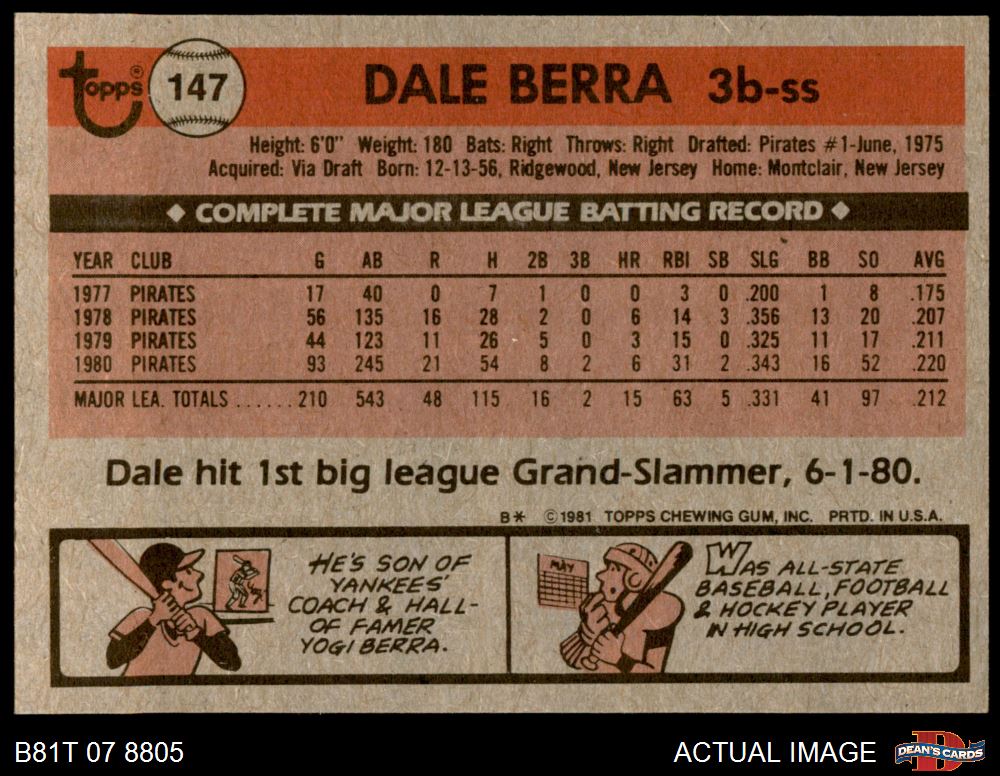 topps® 147 DALE BERRA 3b-ss
Height: 6'0" Weight: 180 Bats: Right Throws: Right Drafted: Pirates #1-June, 1975
Acquired: Via Draft Born: 12-13-56, Ridgewood, New Jersey Home: Montclair, New Jersey
◆ COMPLETE MAJOR LEAGUE BATTING RECORD ◆
YEAR CLUB G AB R H 2B 3B HR RBI SB SLG BB SO AVG
1977 PIRATES 17 40 0 7 1 0 0 3 0 .200 1 8 .175
1978 PIRATES 56 135 16 28 2 0 6 14 3 .356 13 20 .207
1979 PIRATES 44 123 11 26 5 0 3 15 0 .325 11 17 .211
1980 PIRATES 93 245 21 54 8 2 6 31 2 .343 16 52 .220
MAJOR LEA. TOTALS ......210 543 48 115 16 2 15 63 5 .331 41 97 .212
Dale hit 1st big league Grand-Slammer, 6-1-80.
B* © 1981 TOPPS CHEWING GUM, INC. PRTD. IN U.S.A.
HE'S SON OF
YANKEES'
COACH & HALL-
OF FAMER
YOGI BERRA.
MAY
WAS ALL-STATE
BASEBALL, FOOTBALL
& HOCKEY PLAYER
IN HIGH SCHOOL.
B81T 07 8805
ACTUAL IMAGE
DEAN'S CARDS